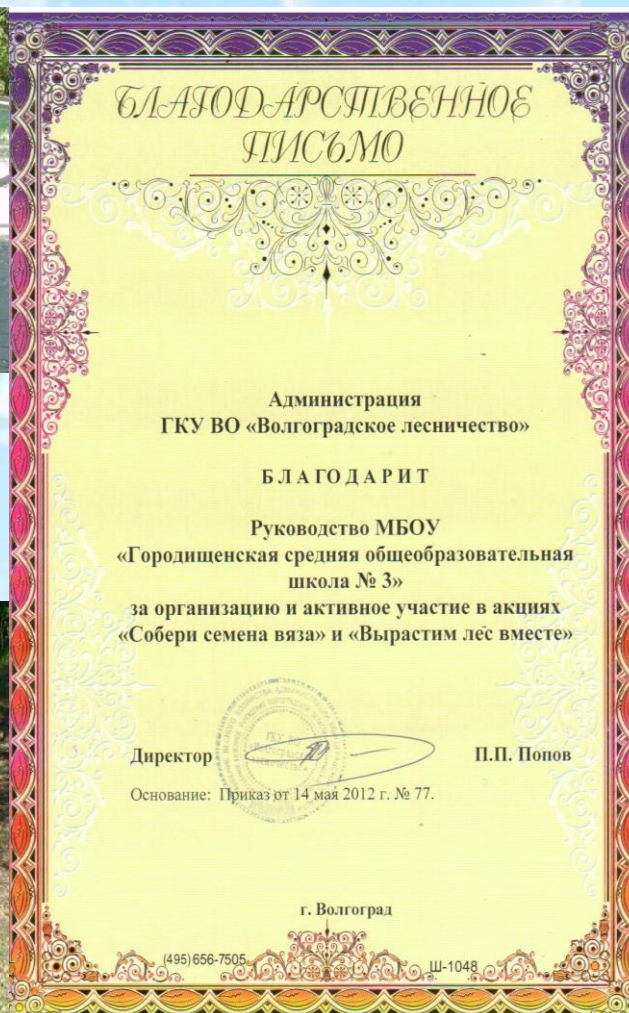 БЛАГОДАРСТВЕННОЕ
ПИСЬМО
Администрация
ГКУ ВО «Волгоградское лесничество»
Б Л А Г О Д А Р И Т
Руководство МБОУ
«Городищенская средняя общеобразовательная
школа № 3»
за организацию и активное участие в акциях
«Собери семена вяза» и «Вырастим лес вместе»
Директор П.П. Попов
Основание: Приказ от 14 мая 2012 г. № 77.
г. Волгоград
(495)656-7505 Ш-1048